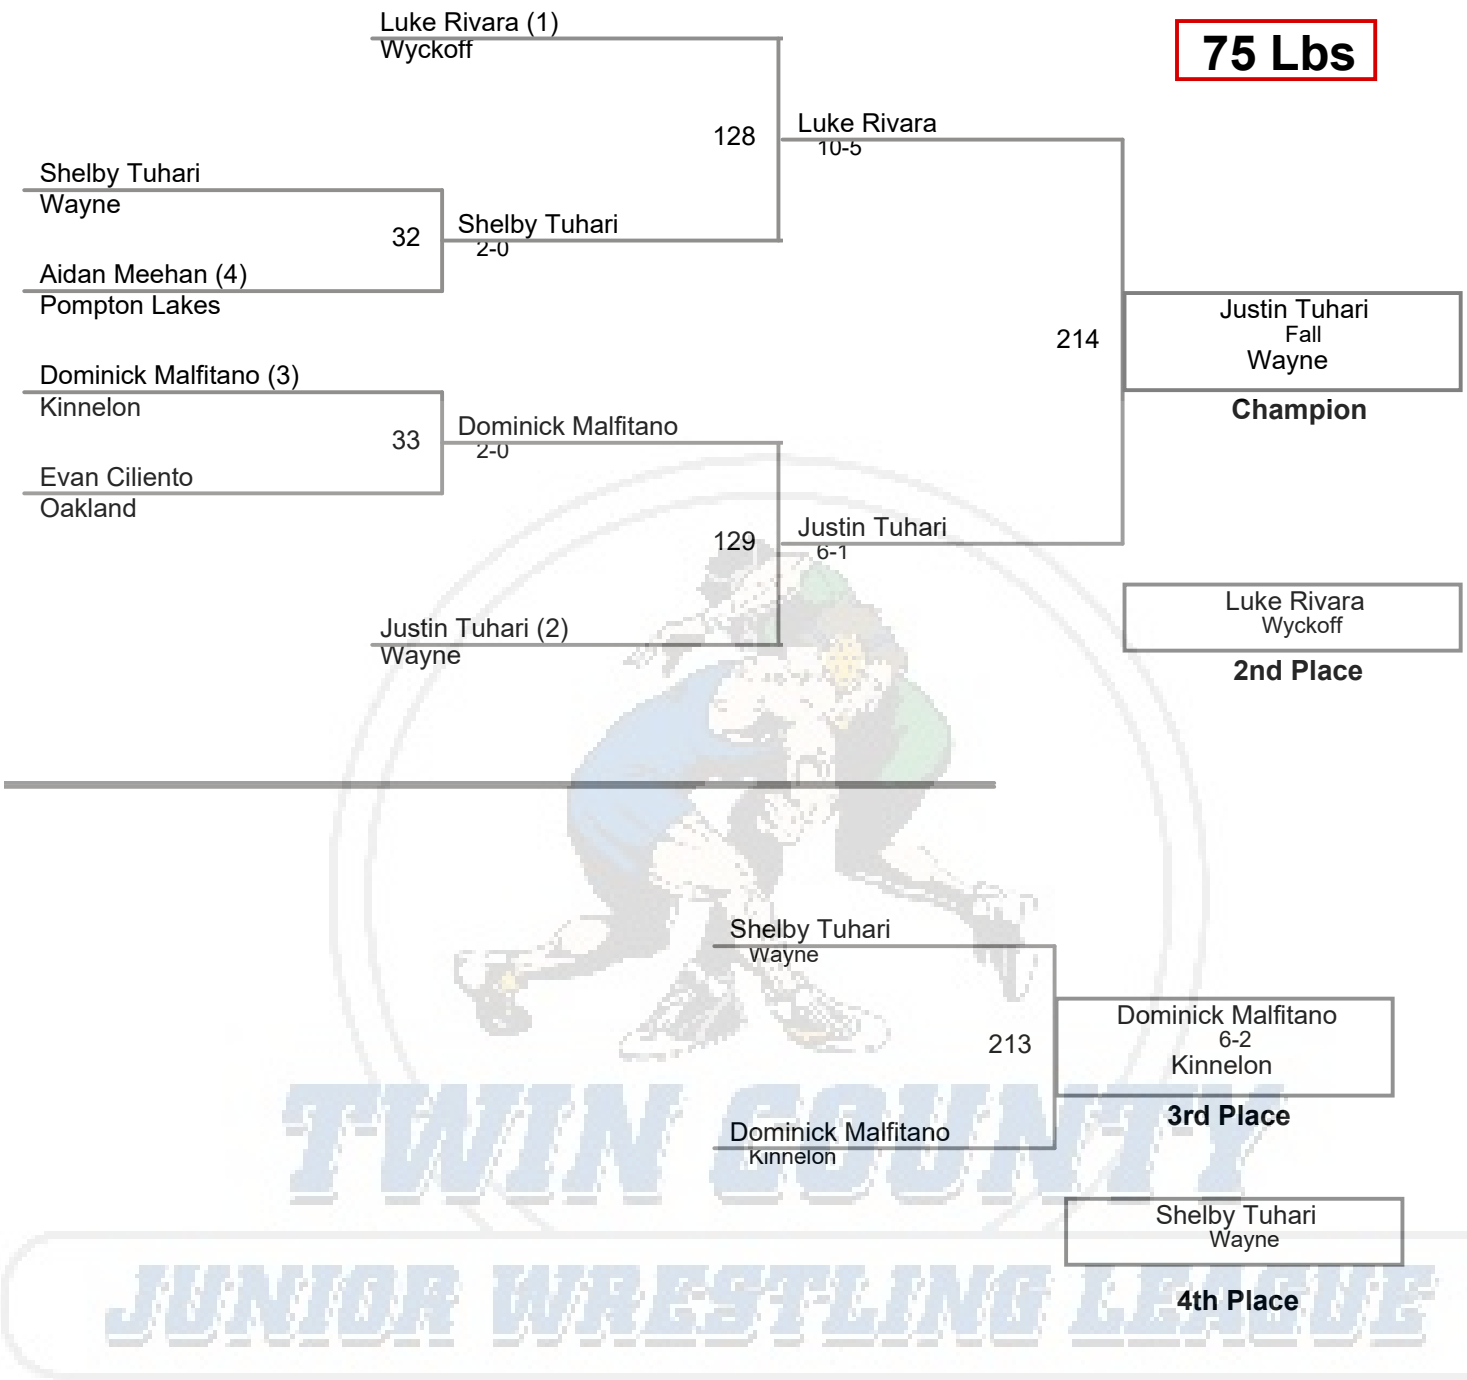 Luke Rivara (1)
Wyckoff
75 Lbs
128
Luke Rivara
10-5
Shelby Tuhari
Wayne
32
Shelby Tuhari
2-0
Aidan Meehan (4)
Pompton Lakes
214
Justin Tuhari
Fall
Wayne
Champion
Dominick Malfitano (3)
Kinnelon
33
Dominick Malfitano
2-0
Evan Ciliento
Oakland
129
Justin Tuhari
6-1
Justin Tuhari (2)
Wayne
Luke Rivara
Wyckoff
2nd Place
Shelby Tuhari
Wayne
213
Dominick Malfitano
6-2
Kinnelon
3rd Place
Dominick Malfitano
Kinnelon
TWIN COUNTY
Shelby Tuhari
Wayne
4th Place
JUNIOR WRESTLING LEAGUE